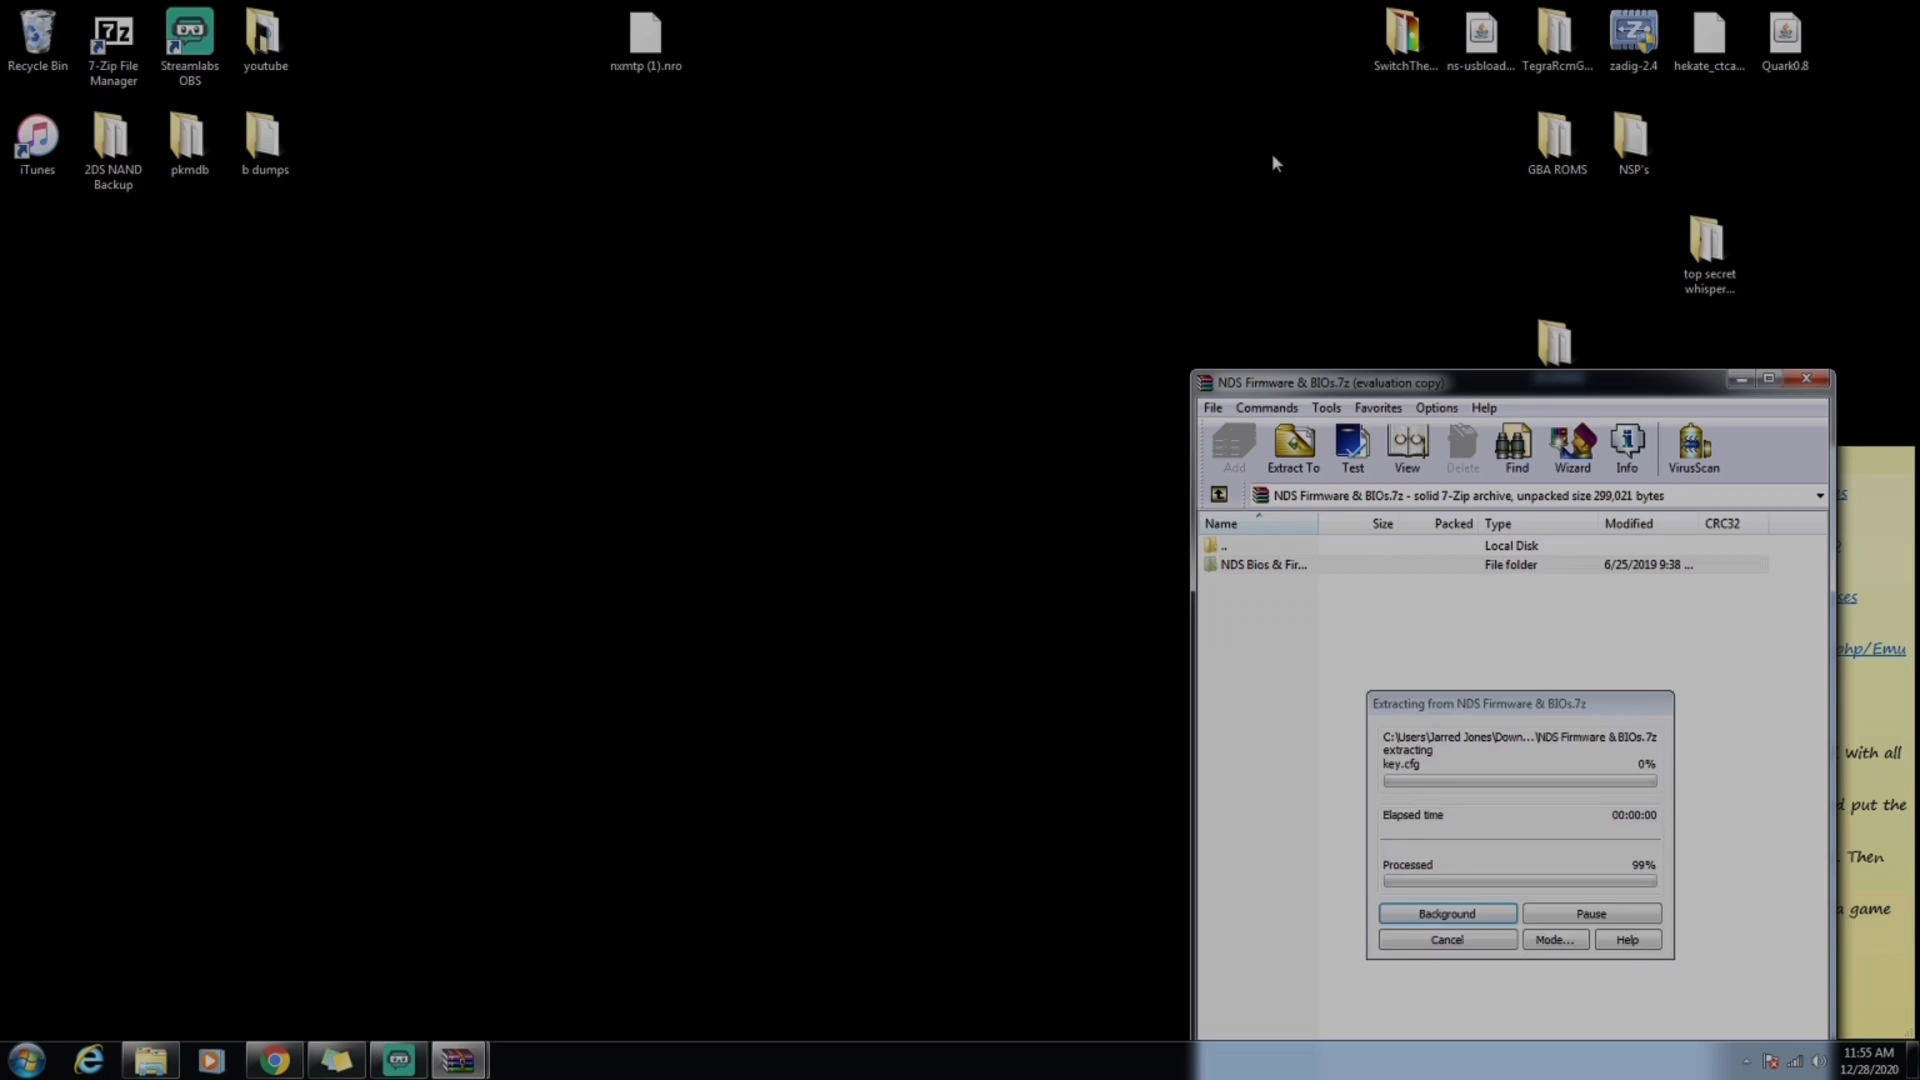 Recycle Bin
7-Zip File
Manager
Streamlabs
OBS
youtube
nxmtp (1).nro
SwitchThe...
ns-usbload...
TegraRcmG...
zadig-2.4
hekate_ctca...
Quark0.8
iTunes
2DS NAND
Backup
pkmdb
b dumps
GBA ROMS
NSP's
top secret
whisper...
NDS Firmware & BIOs.7z (evaluation copy)
File Commands Tools Favorites Options Help
Add Extract To Test View Delete Find Wizard Info VirusScan
NDS Firmware & BIOs.7z - solid 7-Zip archive, unpacked size 299,021 bytes
Name Size Packed Type Modified CRC32
.. Local Disk
NDS Bios & Fir... File folder 6/25/2019 9:38 ...
ses
php/Emu
with all
put the
. Then
a game
Extracting from NDS Firmware & BIOs.7z
C:\Users\Jarred Jones\Down...\NDS Firmware & BIOs.7z
extracting
key.cfg 0%
Elapsed time 00:00:00
Processed 99%
Background Pause
Cancel Mode... Help
11:55 AM
12/28/2020